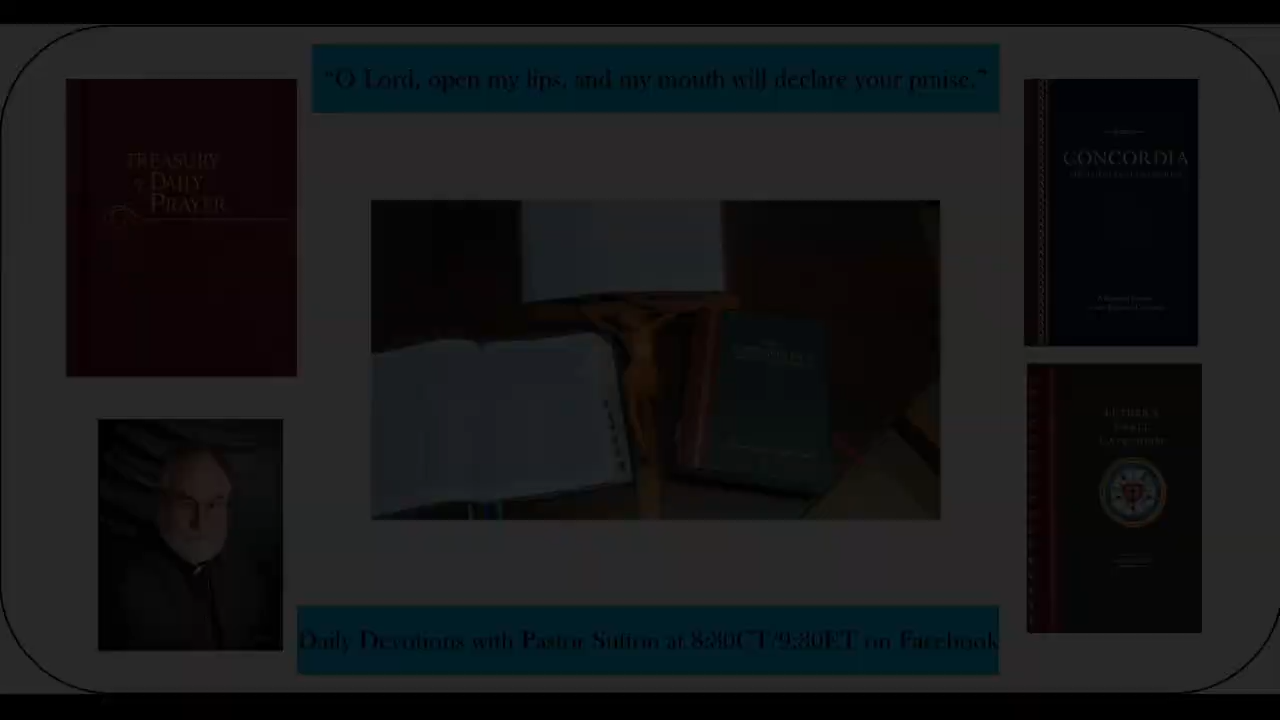 “O Lord, open my lips, and my mouth will declare your praise.”
TREASURY
of DAILY
PRAYER
CONCORDIA
LUTHER'S
SMALL
CATECHISM
Daily Devotions with Pastor Sutton at 8:30CT/9:30ET on Facebook